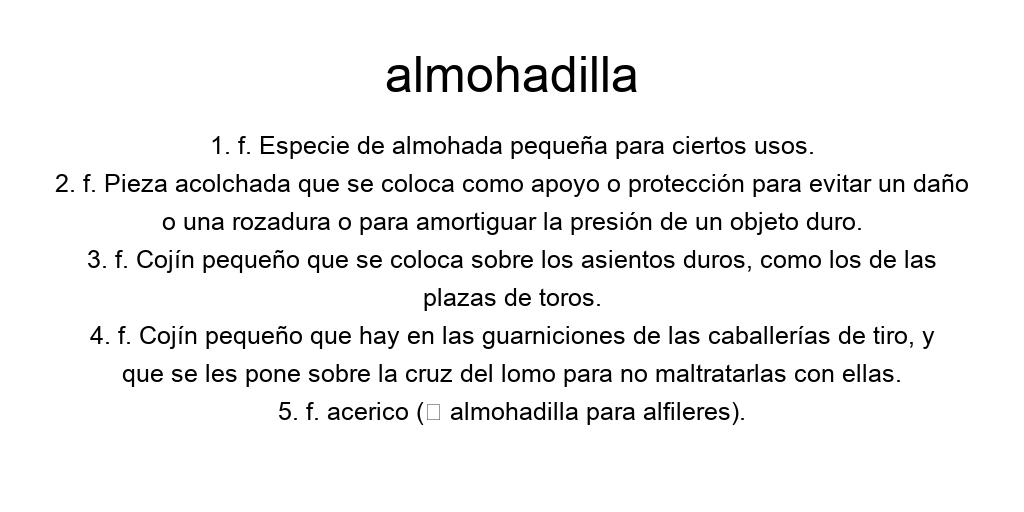 almohadilla
1. f. Especie de almohada pequeña para ciertos usos.
2. f. Pieza acolchada que se coloca como apoyo o protección para evitar un daño
o una rozadura o para amortiguar la presión de un objeto duro.
3. f. Cojín pequeño que se coloca sobre los asientos duros, como los de las
plazas de toros.
4. f. Cojín pequeño que hay en las guarniciones de las caballerías de tiro, y
que se les pone sobre la cruz del lomo para no maltratarlas con ellas.
5. f. acerico (□ almohadilla para alfileres).